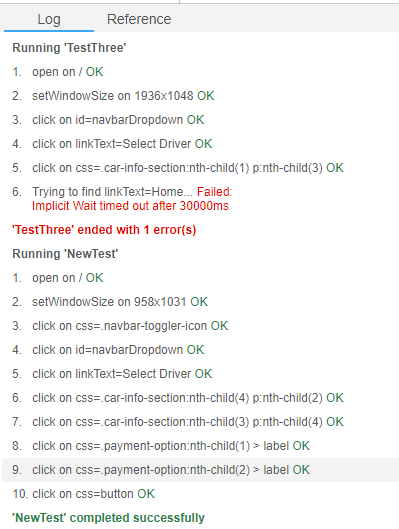 Log Reference
Running 'TestThree'
1. open on / OK
2. setWindowSize on 1936x1048 OK
3. click on id=navbarDropdown OK
4. click on linkText=Select Driver OK
5. click on css=.car-info-section:nth-child(1) p:nth-child(3) OK
6. Trying to find linkText=Home... Failed:
Implicit Wait timed out after 30000ms
'TestThree' ended with 1 error(s)
Running 'NewTest'
1. open on / OK
2. setWindowSize on 958x1031 OK
3. click on css=.navbar-toggler-icon OK
4. click on id=navbarDropdown OK
5. click on linkText=Select Driver OK
6. click on css=.car-info-section:nth-child(4) p:nth-child(2) OK
7. click on css=.car-info-section:nth-child(3) p:nth-child(4) OK
8. click on css=.payment-option:nth-child(1) > label OK
9. click on css=.payment-option:nth-child(2) > label OK
10. click on css=button OK
'NewTest' completed successfully